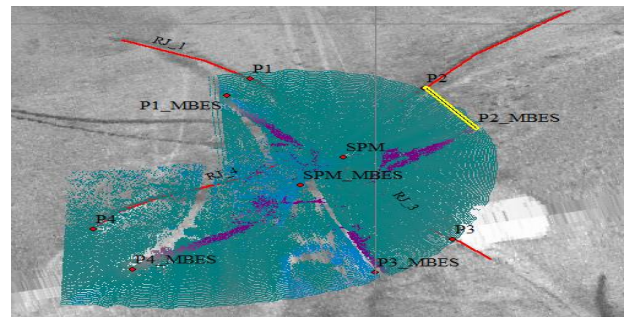 RJ_1
P1
P2
P1_MBES
P2_MBES
SPM
RJ_4
SPM_MBES
RJ_3
P4
P3
P4_MBES
P3_MBES